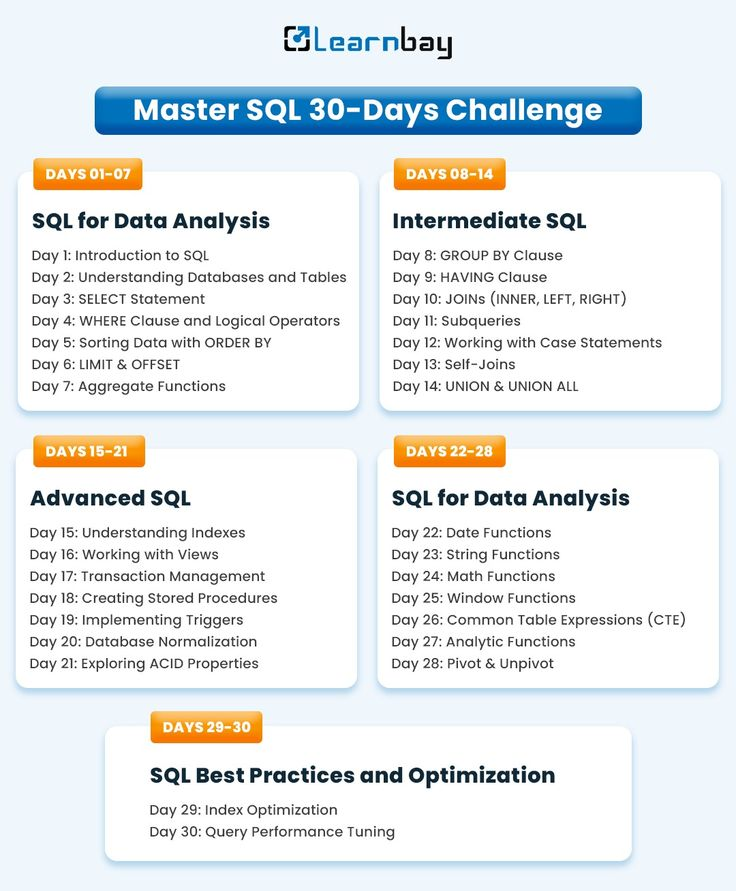 Learnbay
Master SQL 30-Days Challenge
DAYS 01-07
SQL for Data Analysis
Day 1: Introduction to SQL
Day 2: Understanding Databases and Tables
Day 3: SELECT Statement
Day 4: WHERE Clause and Logical Operators
Day 5: Sorting Data with ORDER BY
Day 6: LIMIT & OFFSET
Day 7: Aggregate Functions
DAYS 08-14
Intermediate SQL
Day 8: GROUP BY Clause
Day 9: HAVING Clause
Day 10: JOINs (INNER, LEFT, RIGHT)
Day 11: Subqueries
Day 12: Working with Case Statements
Day 13: Self-Joins
Day 14: UNION & UNION ALL
DAYS 15-21
Advanced SQL
Day 15: Understanding Indexes
Day 16: Working with Views
Day 17: Transaction Management
Day 18: Creating Stored Procedures
Day 19: Implementing Triggers
Day 20: Database Normalization
Day 21: Exploring ACID Properties
DAYS 22-28
SQL for Data Analysis
Day 22: Date Functions
Day 23: String Functions
Day 24: Math Functions
Day 25: Window Functions
Day 26: Common Table Expressions (CTE)
Day 27: Analytic Functions
Day 28: Pivot & Unpivot
DAYS 29-30
SQL Best Practices and Optimization
Day 29: Index Optimization
Day 30: Query Performance Tuning